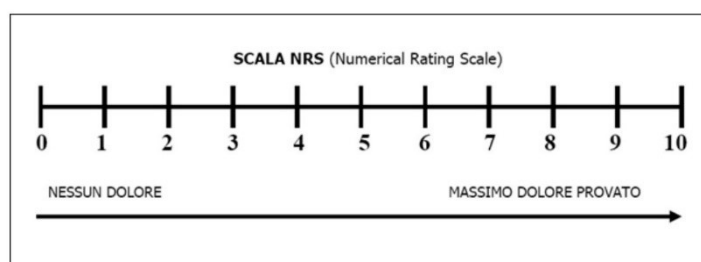 SCALA NRS (Numerical Rating Scale)
0 1 2 3 4 5 6 7 8 9 10
NESSUN DOLORE MASSIMO DOLORE PROVATO